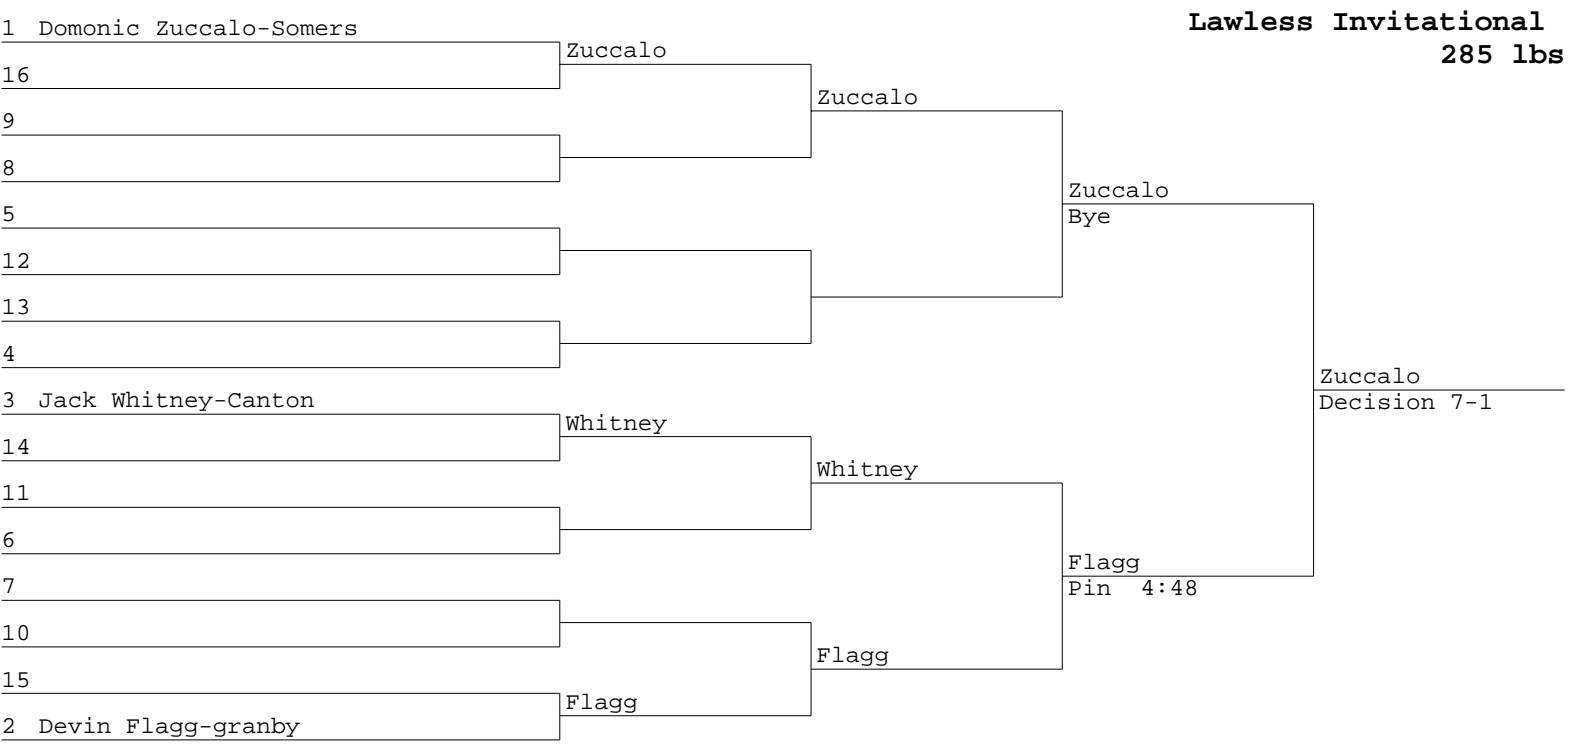 Lawless Invitational
285 lbs
1 Domonic Zuccalo-Somers
Zuccalo
16
Zuccalo
9
8
Zuccalo
Bye
5
12
13
4
Zuccalo
Decision 7-1
3 Jack Whitney-Canton
Whitney
14
Whitney
11
6
Flagg
Pin 4:48
7
10
Flagg
15
Flagg
2 Devin Flagg-granby